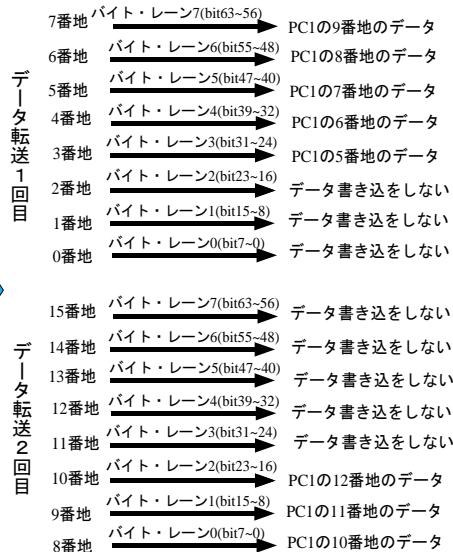 データ転送１回目
7番地 バイト・レーン7(bit63~56) PC1の9番地のデータ
6番地 バイト・レーン6(bit55~48) PC1の8番地のデータ
5番地 バイト・レーン5(bit47~40) PC1の7番地のデータ
4番地 バイト・レーン4(bit39~32) PC1の6番地のデータ
3番地 バイト・レーン3(bit31~24) PC1の5番地のデータ
2番地 バイト・レーン2(bit23~16) データ書き込をしない
1番地 バイト・レーン1(bit15~8) データ書き込をしない
0番地 バイト・レーン0(bit7~0) データ書き込をしない
データ転送２回目
15番地 バイト・レーン7(bit63~56) データ書き込をしない
14番地 バイト・レーン6(bit55~48) データ書き込をしない
13番地 バイト・レーン5(bit47~40) データ書き込をしない
12番地 バイト・レーン4(bit39~32) データ書き込をしない
11番地 バイト・レーン3(bit31~24) データ書き込をしない
10番地 バイト・レーン2(bit23~16) PC1の12番地のデータ
9番地 バイト・レーン1(bit15~8) PC1の11番地のデータ
8番地 バイト・レーン0(bit7~0) PC1の10番地のデータ